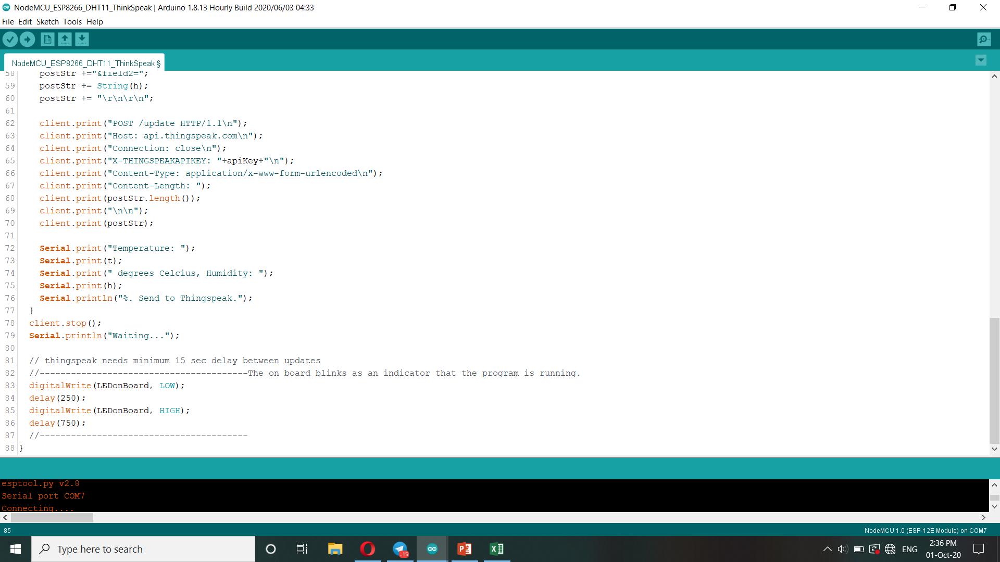 NodeMCU_ESP8266_DHT11_ThinkSpeak | Arduino 1.8.13 Hourly Build 2020/06/03 04:33
File Edit Sketch Tools Help
NodeMCU_ESP8266_DHT11_ThinkSpeak §
58 postStr +="&field2=";
59 postStr += String(h);
60 postStr += "\r\n\r\n";
61
62 client.print("POST /update HTTP/1.1\n");
63 client.print("Host: api.thingspeak.com\n");
64 client.print("Connection: close\n");
65 client.print("X-THINGSPEAKAPIKEY: "+apiKey+"\n");
66 client.print("Content-Type: application/x-www-form-urlencoded\n");
67 client.print("Content-Length: ");
68 client.print(postStr.length());
69 client.print("\n\n");
70 client.print(postStr);
71
72 Serial.print("Temperature: ");
73 Serial.print(t);
74 Serial.print(" degrees Celcius, Humidity: ");
75 Serial.print(h);
76 Serial.println("%. Send to Thingspeak.");
77 }
78 client.stop();
79 Serial.println("Waiting...");
80
81 // thingspeak needs minimum 15 sec delay between updates
82 //----------------------------------------The on board blinks as an indicator that the program is running.
83 digitalWrite(LEDonBoard, LOW);
84 delay(250);
85 digitalWrite(LEDonBoard, HIGH);
86 delay(750);
87 //----------------------------------------
88 }
esptool.py v2.8
Serial port COM7
Connecting....
85
NodeMCU 1.0 (ESP-12E Module) on COM7
Type here to search
..15
ENG
2:36 PM
01-Oct-20